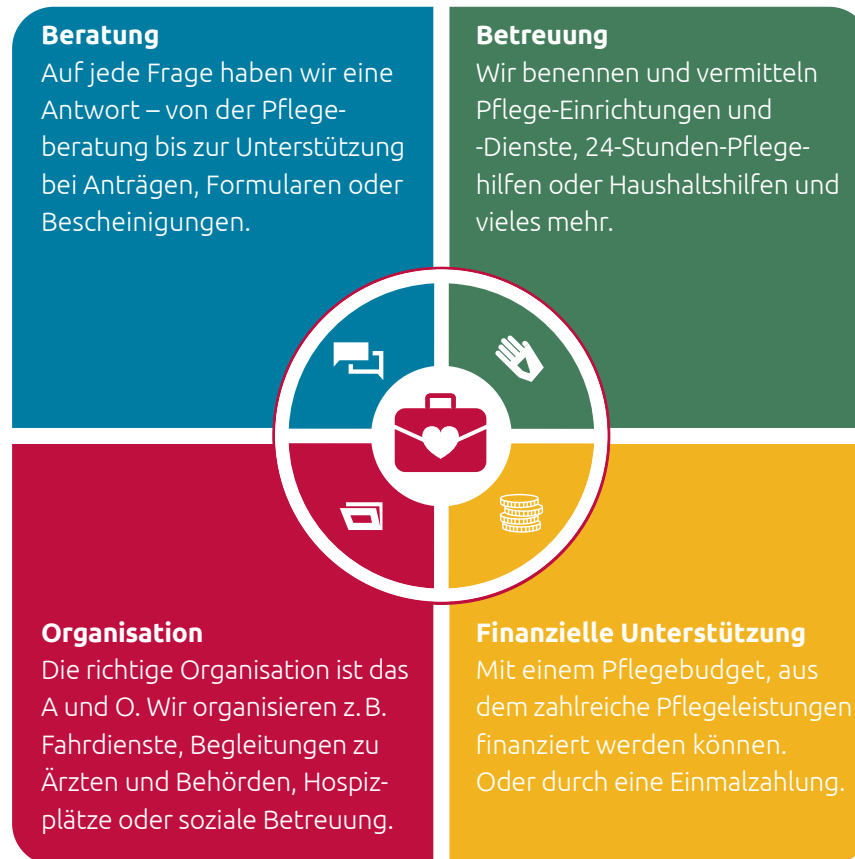 Beratung
Auf jede Frage haben wir eine
Antwort – von der Pflege-
beratung bis zur Unterstützung
bei Anträgen, Formularen oder
Bescheinigungen.
Betreuung
Wir benennen und vermitteln
Pflege-Einrichtungen und
-Dienste, 24-Stunden-Pflege-
hilfen oder Haushaltshilfen und
vieles mehr.
Organisation
Die richtige Organisation ist das
A und O. Wir organisieren z. B.
Fahrdienste, Begleitungen zu
Ärzten und Behörden, Hospiz-
plätze oder soziale Betreuung.
Finanzielle Unterstützung
Mit einem Pflegebudget, aus
dem zahlreiche Pflegeleistungen
finanziert werden können.
Oder durch eine Einmalzahlung.